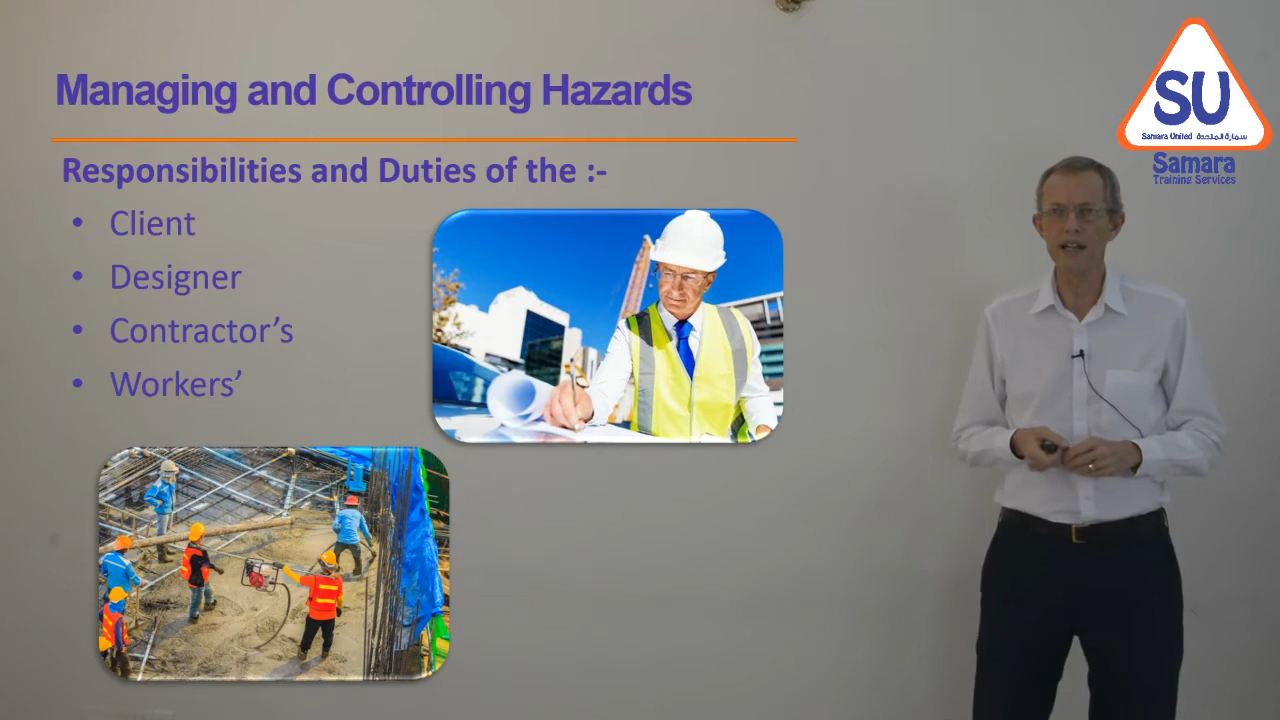 Managing and Controlling Hazards
Responsibilities and Duties of the :-
• Client
• Designer
• Contractor’s
• Workers’
SU
Samara United سمارة المتحدة
Samara
Training Services